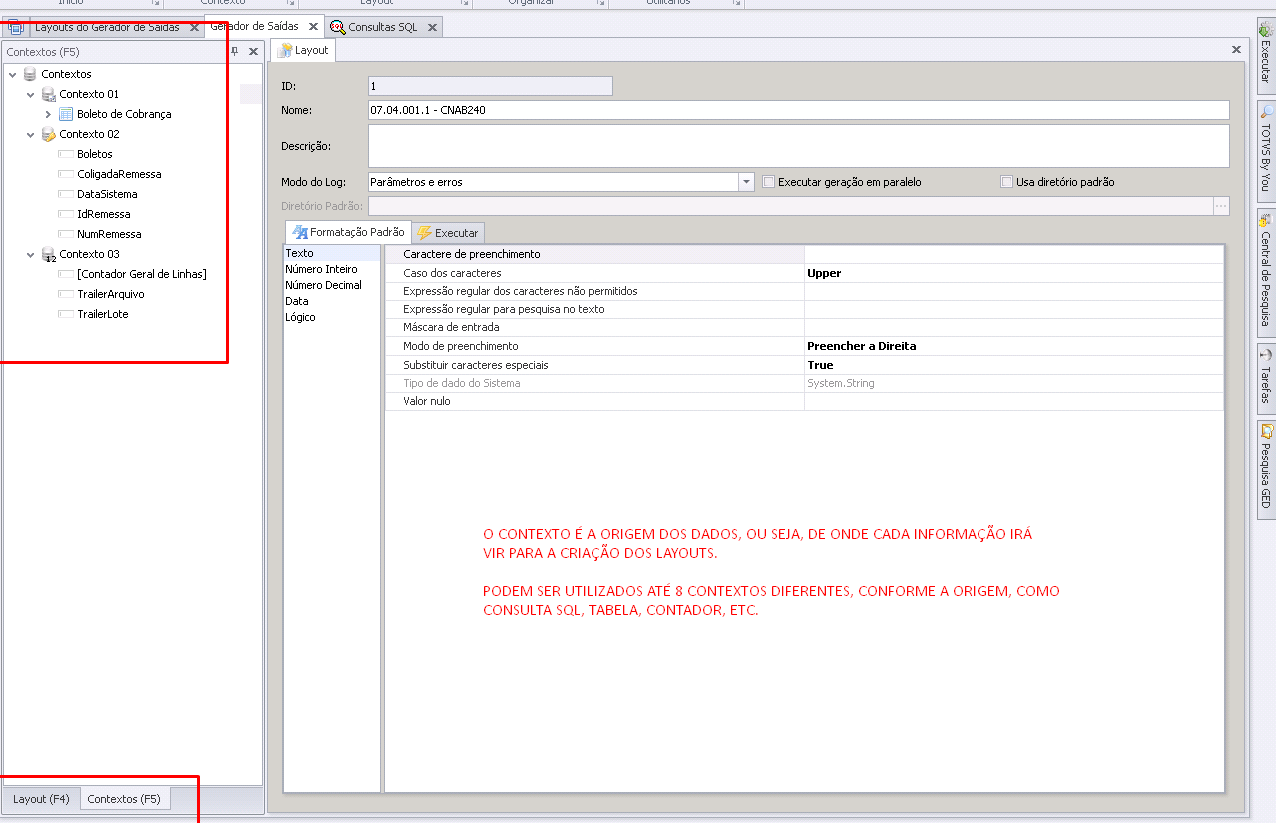 Início
Contexto
Layout
Organizar
Utilitários
Layouts do Gerador de Saídas
Gerador de Saídas
Consultas SQL
Contextos (F5)
Contextos
Contexto 01
Boleto de Cobrança
Contexto 02
Boletos
ColigadaRemessa
DataSistema
IdRemessa
NumRemessa
Contexto 03
[Contador Geral de Linhas]
TrailerArquivo
TrailerLote
Layout (F4)
Contextos (F5)
Layout
ID:
1
Nome:
07.04.001.1 - CNAB240
Descrição:
Modo do Log:
Parâmetros e erros
Executar geração em paralelo
Usa diretório padrão
Diretório Padrão:
Formatação Padrão
Executar
Texto
Número Inteiro
Número Decimal
Data
Lógico
Caractere de preenchimento
Caso dos caracteres
Upper
Expressão regular dos caracteres não permitidos
Expressão regular para pesquisa no texto
Máscara de entrada
Modo de preenchimento
Preencher a Direita
Substituir caracteres especiais
True
Tipo de dado do Sistema
System.String
Valor nulo
O CONTEXTO É A ORIGEM DOS DADOS, OU SEJA, DE ONDE CADA INFORMAÇÃO IRÁ
VIR PARA A CRIAÇÃO DOS LAYOUTS.
PODEM SER UTILIZADOS ATÉ 8 CONTEXTOS DIFERENTES, CONFORME A ORIGEM, COMO
CONSULTA SQL, TABELA, CONTADOR, ETC.
Executar
TOTVS By You
Central de Pesquisa
Tarefas
Pesquisa GED